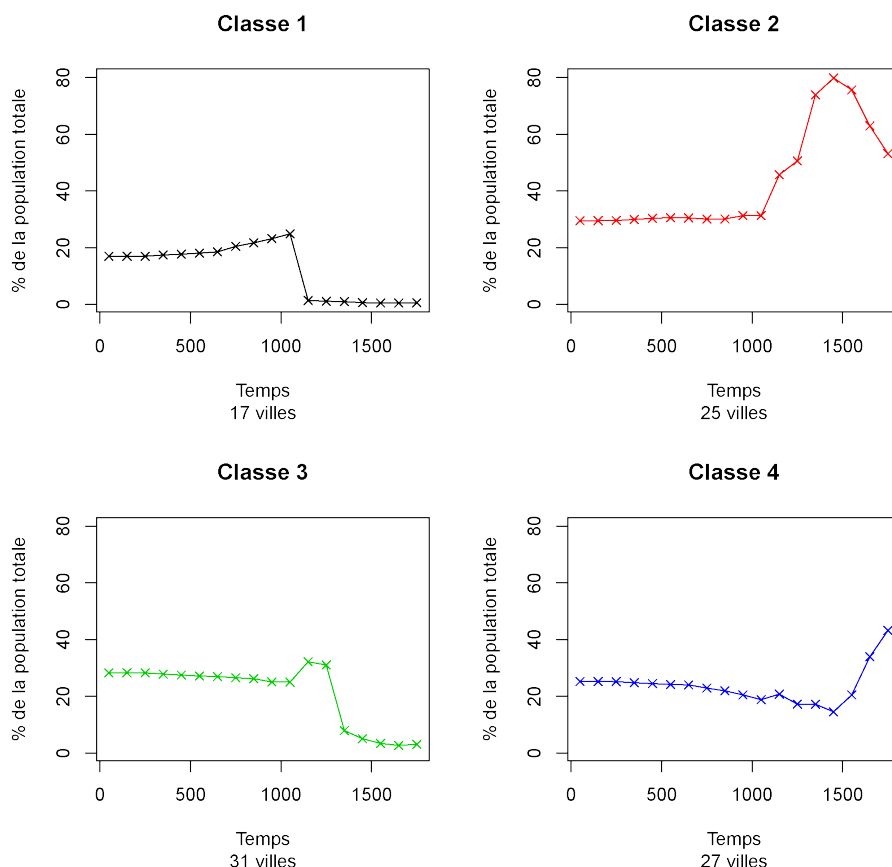 Classe 1
% de la population totale
0 20 40 60 80
0 500 1000 1500
Temps
17 villes
Classe 2
% de la population totale
0 20 40 60 80
0 500 1000 1500
Temps
25 villes
Classe 3
% de la population totale
0 20 40 60 80
0 500 1000 1500
Temps
31 villes
Classe 4
% de la population totale
0 20 40 60 80
0 500 1000 1500
Temps
27 villes